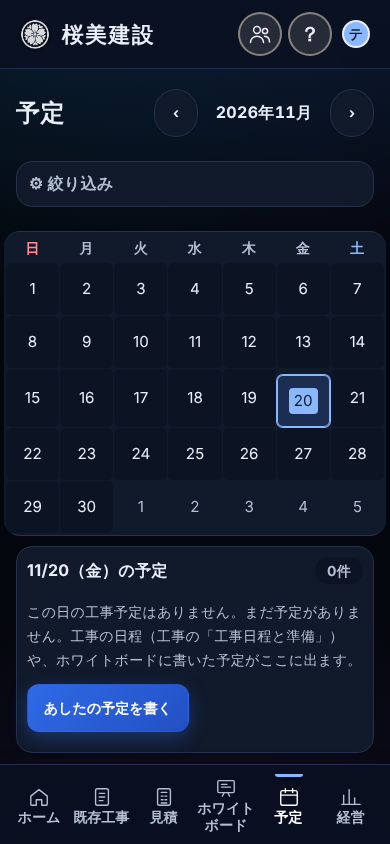 桜美建設
?
テ
予定
‹ 2026年11月 ›
⚙ 絞り込み
日 月 火 水 木 金 土
1 2 3 4 5 6 7
8 9 10 11 12 13 14
15 16 17 18 19 20 21
22 23 24 25 26 27 28
29 30 1 2 3 4 5
11/20（金）の予定 0件
この日の工事予定はありません。まだ予定がありま
せん。工事の日程（工事の「工事日程と準備」）
や、ホワイトボードに書いた予定がここに出ます。
あしたの予定を書く
ホーム
既存工事
見積
ホワイト
ボード
予定
経営